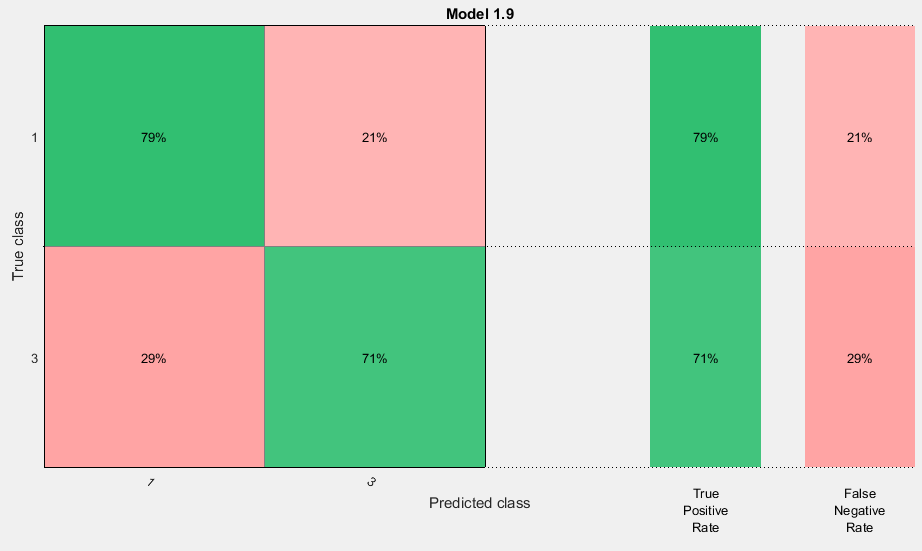 Model 1.9
1
79%
21%
79%
21%
True class
3
29%
71%
71%
29%
1
3
Predicted class
True
Positive
Rate
False
Negative
Rate